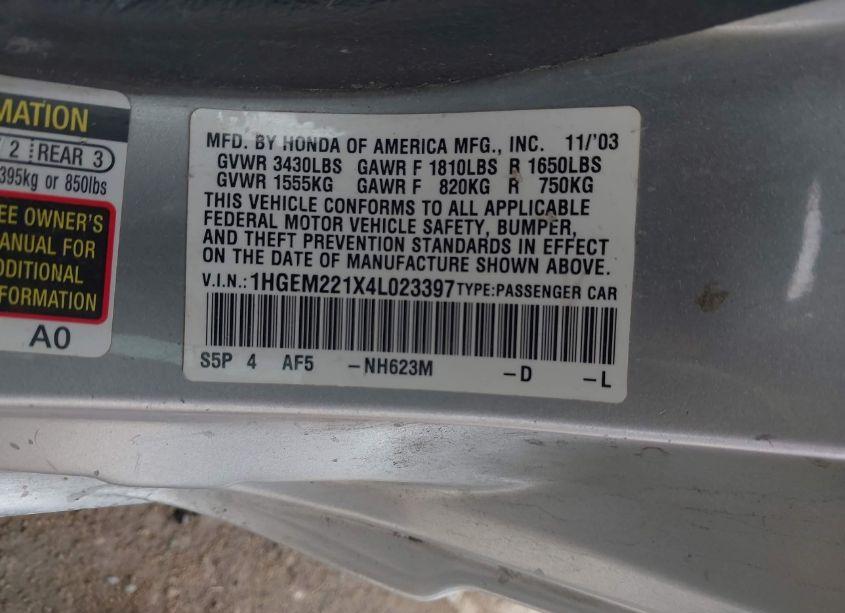 MATION
2 REAR 3
395kg or 850lbs
EE OWNER'S
ANUAL FOR
DDITIONAL
FORMATION
A0
MFD. BY HONDA OF AMERICA MFG., INC. 11/'03
GVWR 3430LBS GAWR F 1810LBS R 1650LBS
GVWR 1555KG GAWR F 820KG R 750KG
THIS VEHICLE CONFORMS TO ALL APPLICABLE
FEDERAL MOTOR VEHICLE SAFETY, BUMPER,
AND THEFT PREVENTION STANDARDS IN EFFECT
ON THE DATE OF MANUFACTURE SHOWN ABOVE.
V.I.N.: 1HGEM221X4L023397 TYPE: PASSENGER CAR
S5P 4 AF5 -NH623M -D -L